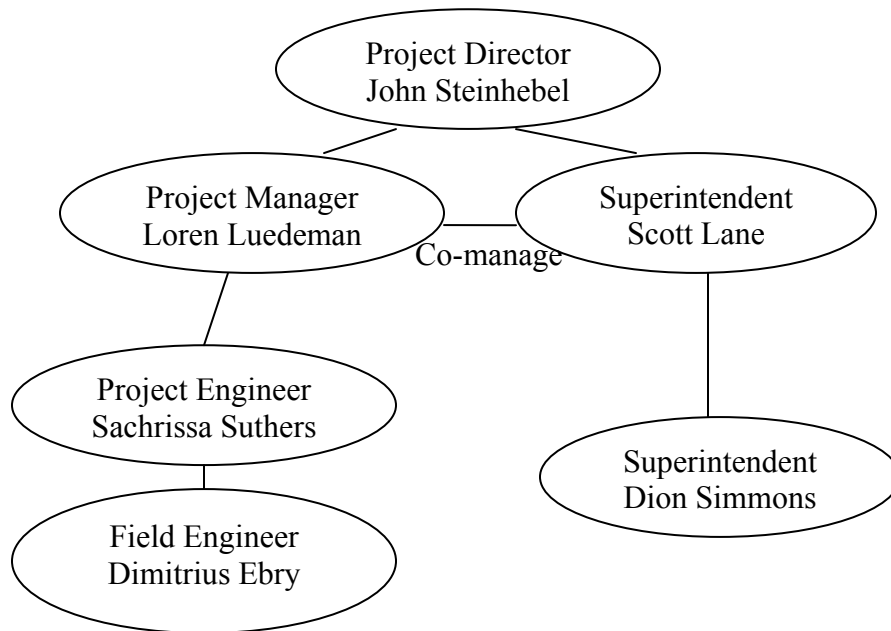 Project Director
John Steinhebel
Project Manager
Loren Luedeman
Superintendent
Scott Lane
Co-manage
Project Engineer
Sachrissa Suthers
Superintendent
Dion Simmons
Field Engineer
Dimitrius Ebry